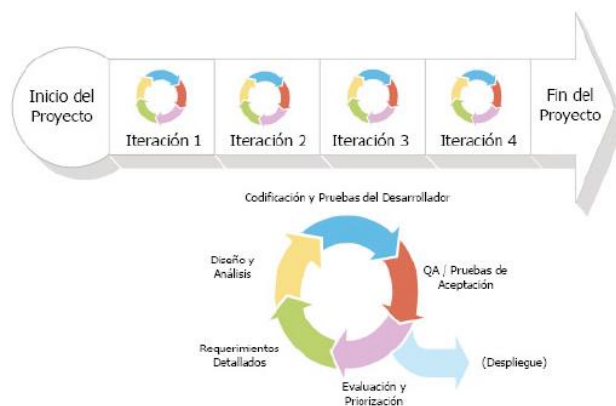 Inicio del
Proyecto
Iteración 1
Iteración 2
Iteración 3
Iteración 4
Fin del
Proyecto
Codificación y Pruebas del Desarrollador
Diseño y
Análisis
QA / Pruebas de
Aceptación
Requerimientos
Detallados
(Despliegue)
Evaluación y
Priorización